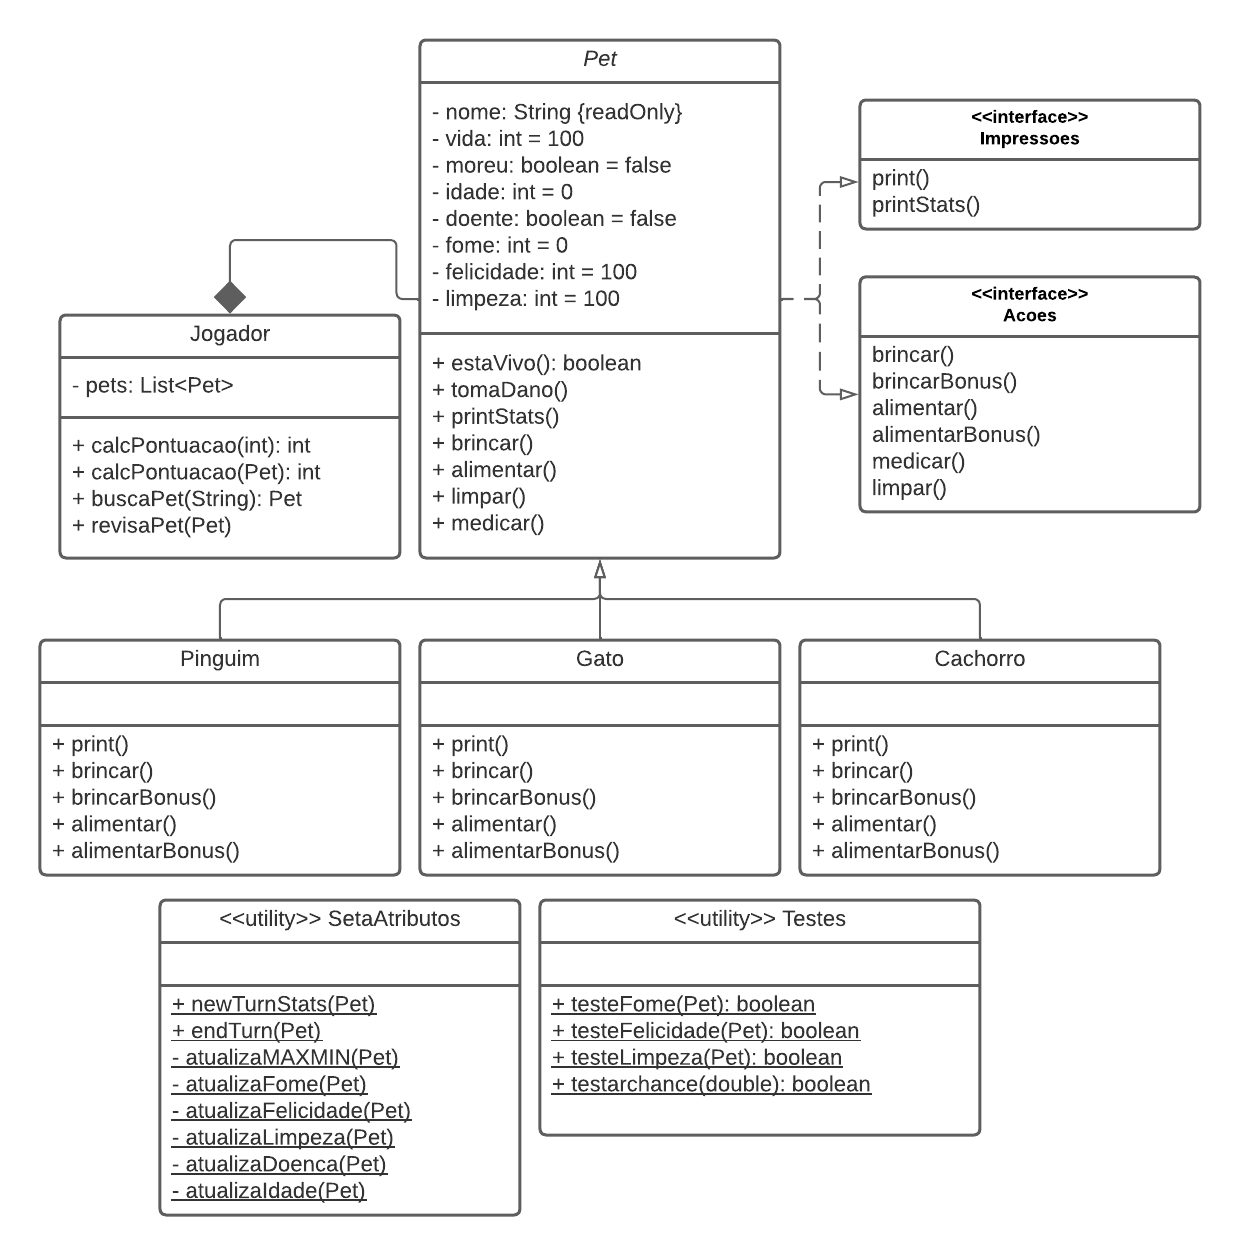 Pet
- nome: String {readOnly}
- vida: int = 100
- moreu: boolean = false
- idade: int = 0
- doente: boolean = false
- fome: int = 0
- felicidade: int = 100
- limpeza: int = 100
+ estaVivo(): boolean
+ tomaDano()
+ printStats()
+ brincar()
+ alimentar()
+ limpar()
+ medicar()
<<interface>>
Impressoes
print()
printStats()
<<interface>>
Acoes
brincar()
brincarBonus()
alimentar()
alimentarBonus()
medicar()
limpar()
Jogador
- pets: List<Pet>
+ calcPontuacao(int): int
+ calcPontuacao(Pet): int
+ buscaPet(String): Pet
+ revisaPet(Pet)
Pinguim
+ print()
+ brincar()
+ brincarBonus()
+ alimentar()
+ alimentarBonus()
Gato
+ print()
+ brincar()
+ brincarBonus()
+ alimentar()
+ alimentarBonus()
Cachorro
+ print()
+ brincar()
+ brincarBonus()
+ alimentar()
+ alimentarBonus()
<<utility>> SetaAtributos
+ newTurnStats(Pet)
+ endTurn(Pet)
- atualizaMAXMIN(Pet)
- atualizaFome(Pet)
- atualizaFelicidade(Pet)
- atualizaLimpeza(Pet)
- atualizaDoenca(Pet)
- atualizaIdade(Pet)
<<utility>> Testes
+ testeFome(Pet): boolean
+ testeFelicidade(Pet): boolean
+ testeLimpeza(Pet): boolean
+ testarchance(double): boolean